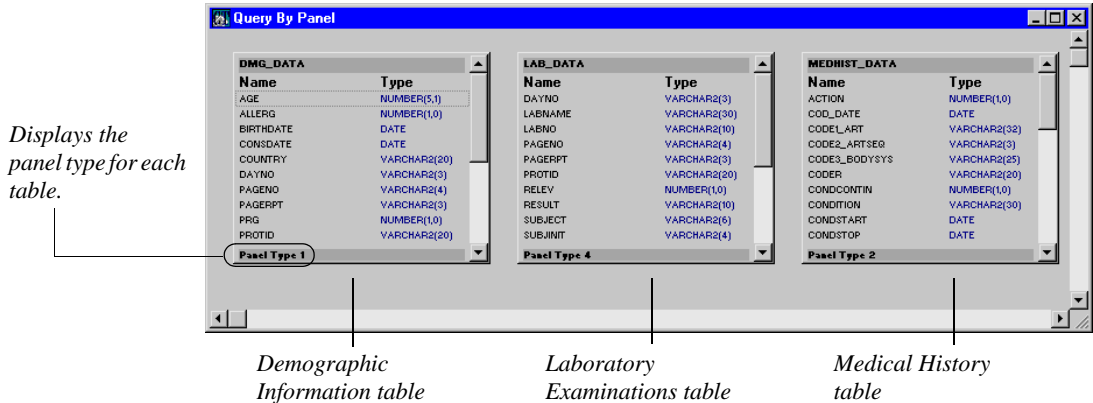 Query By Panel
DMG_DATA
Name Type
AGE NUMBER(5,1)
ALLERG NUMBER(1,0)
BIRTHDATE DATE
CONSDATE DATE
COUNTRY VARCHAR2(20)
DAYNO VARCHAR2(3)
PAGENO VARCHAR2(4)
PAGERPT VARCHAR2(3)
PRG NUMBER(1,0)
PROTID VARCHAR2(20)
Panel Type 1
LAB_DATA
Name Type
DAYNO VARCHAR2(3)
LABNAME VARCHAR2(30)
LABNO VARCHAR2(10)
PAGENO VARCHAR2(4)
PAGERPT VARCHAR2(3)
PROTID VARCHAR2(20)
RELEV NUMBER(1,0)
RESULT VARCHAR2(10)
SUBJECT VARCHAR2(6)
SUBJINIT VARCHAR2(4)
Panel Type 4
MEDHIST_DATA
Name Type
ACTION NUMBER(1,0)
COD_DATE DATE
CODE1_ART VARCHAR2(32)
CODE2_ARTSEQ VARCHAR2(3)
CODE3_BODYSYS VARCHAR2(25)
CODER VARCHAR2(20)
CONDCONTIN NUMBER(1,0)
CONDITION VARCHAR2(30)
CONDSTART DATE
CONDSTOP DATE
Panel Type 2
Displays the
panel type for each
table.
Demographic
Information table
Laboratory
Examinations table
Medical History
table